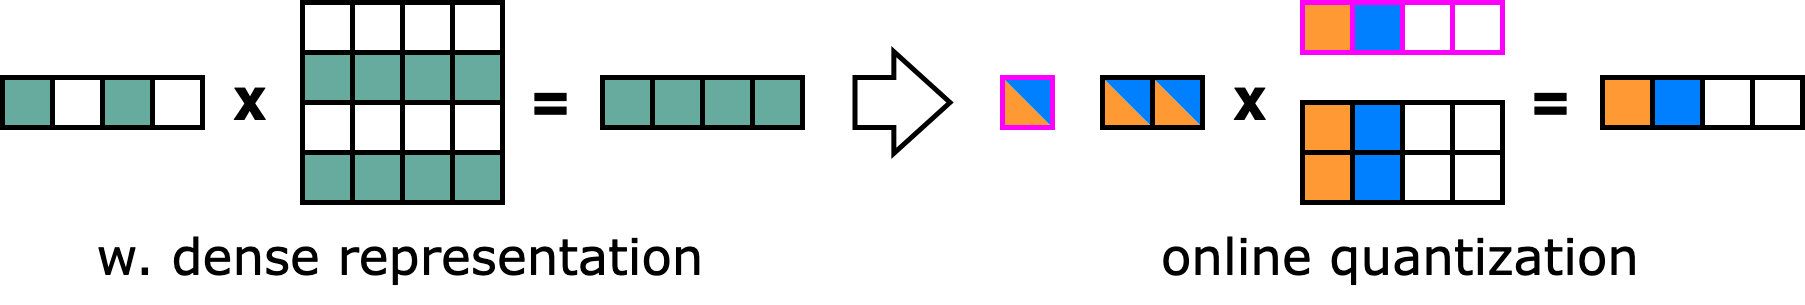 x = x =
w. dense representation
online quantization